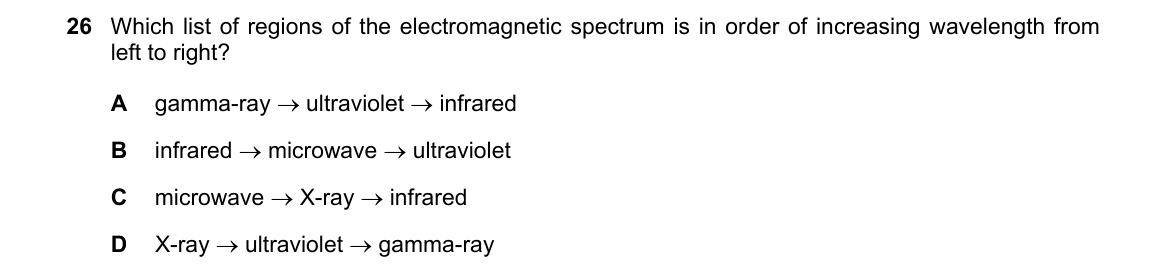 26 Which list of regions of the electromagnetic spectrum is in order of increasing wavelength from
left to right?
A gamma-ray → ultraviolet → infrared
B infrared → microwave → ultraviolet
C microwave → X-ray → infrared
D X-ray → ultraviolet → gamma-ray